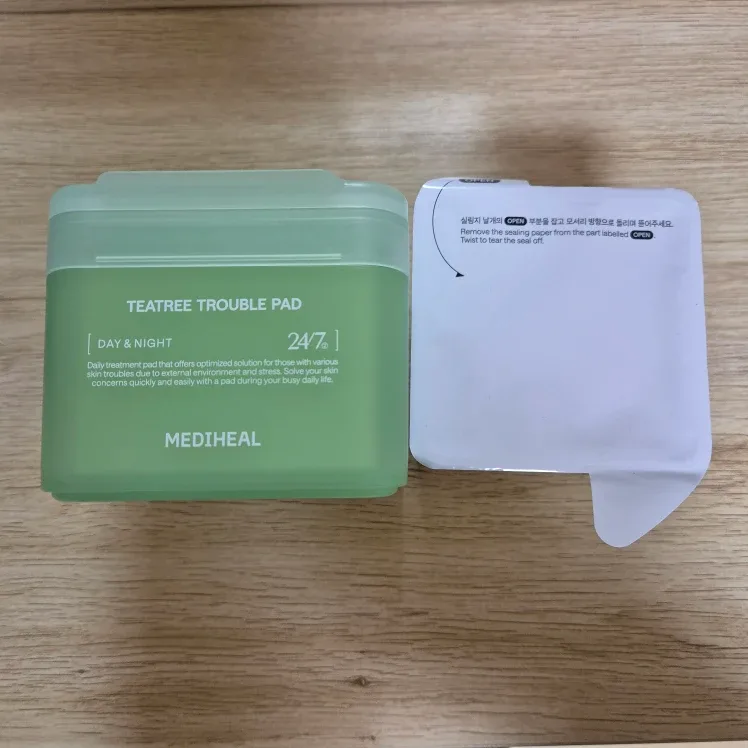 TEATREE TROUBLE PAD
[ DAY & NIGHT 24/7 ]
Daily treatment pad that offers optimized solution for those with various
skin troubles due to external environment and stress. Solve your skin
concerns quickly and easily with a pad during your busy daily life.
MEDIHEAL
실링지 날개의 OPEN 부분을 잡고 모서리 방향으로 돌리며 뜯어주세요.
Remove the sealing paper from the part labelled OPEN.
Twist to tear the seal off.